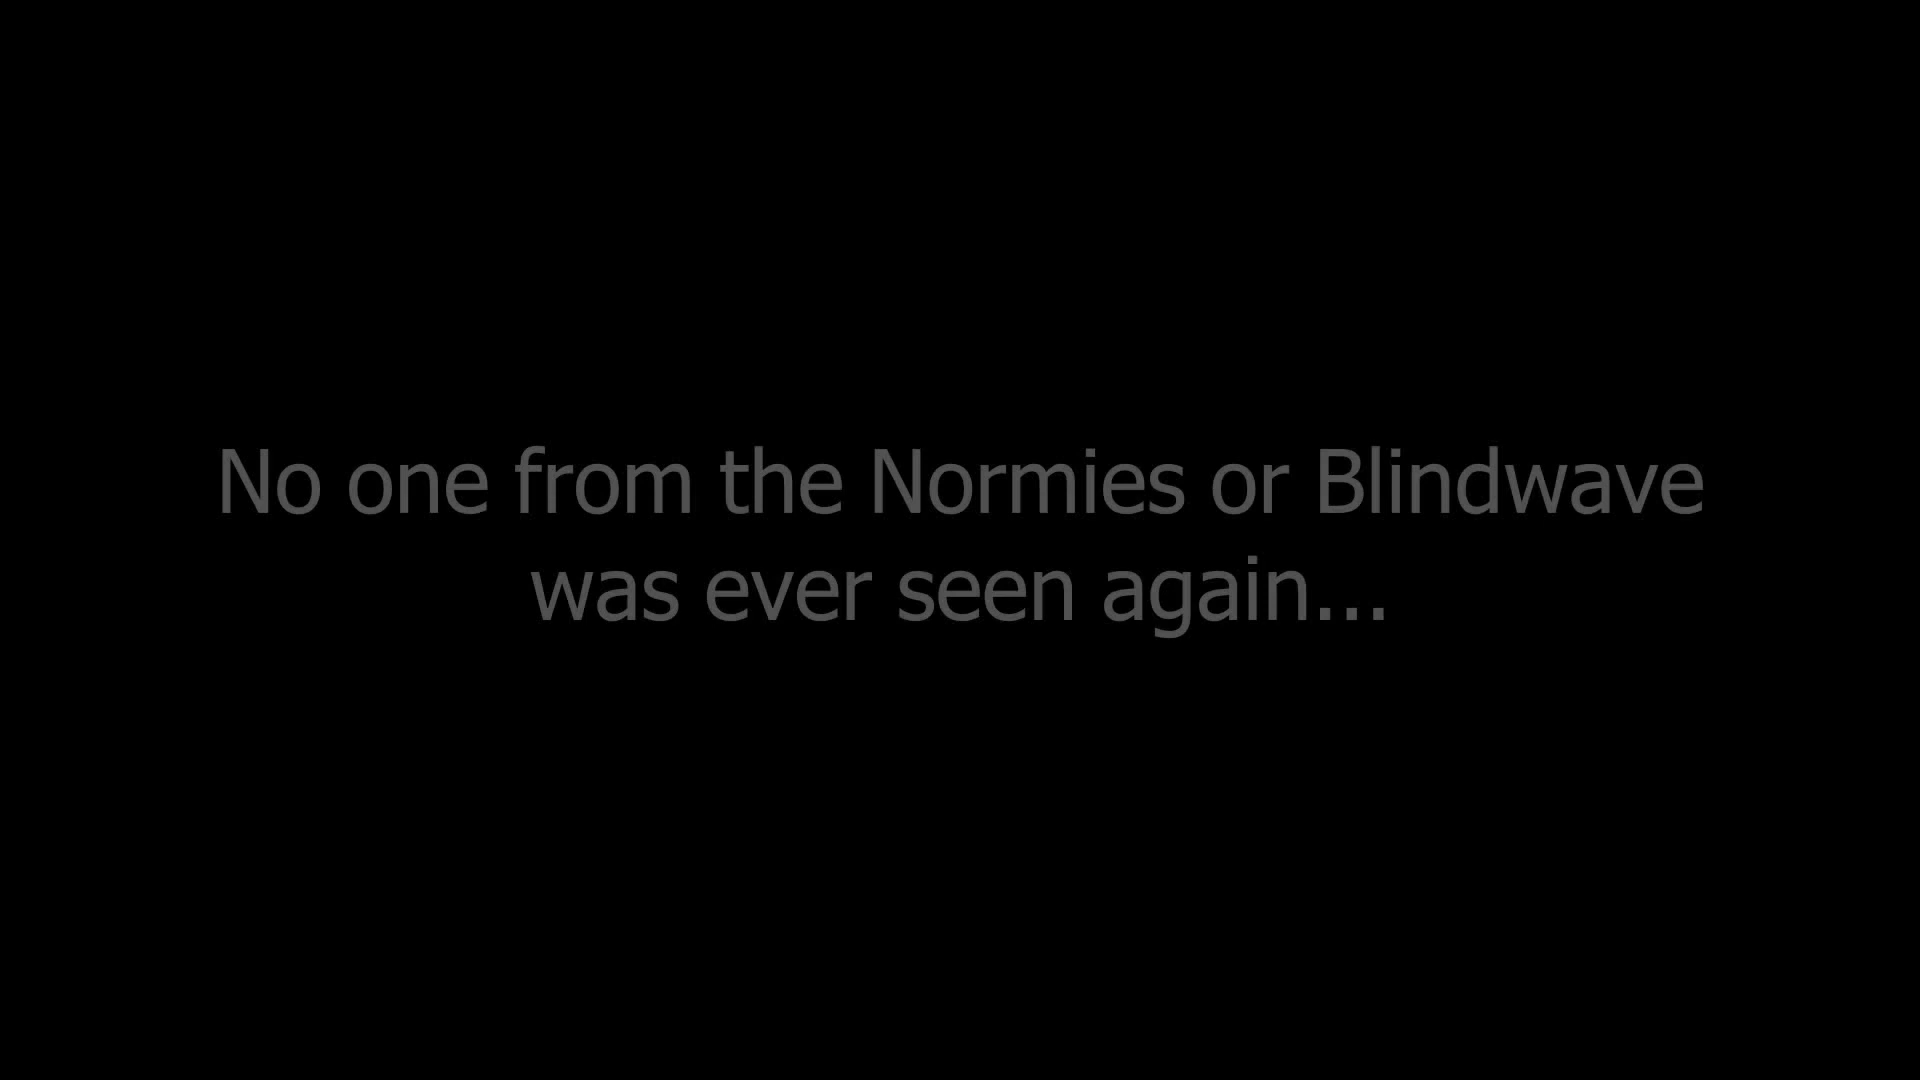 No one from the Normies or Blindwave
was ever seen again...